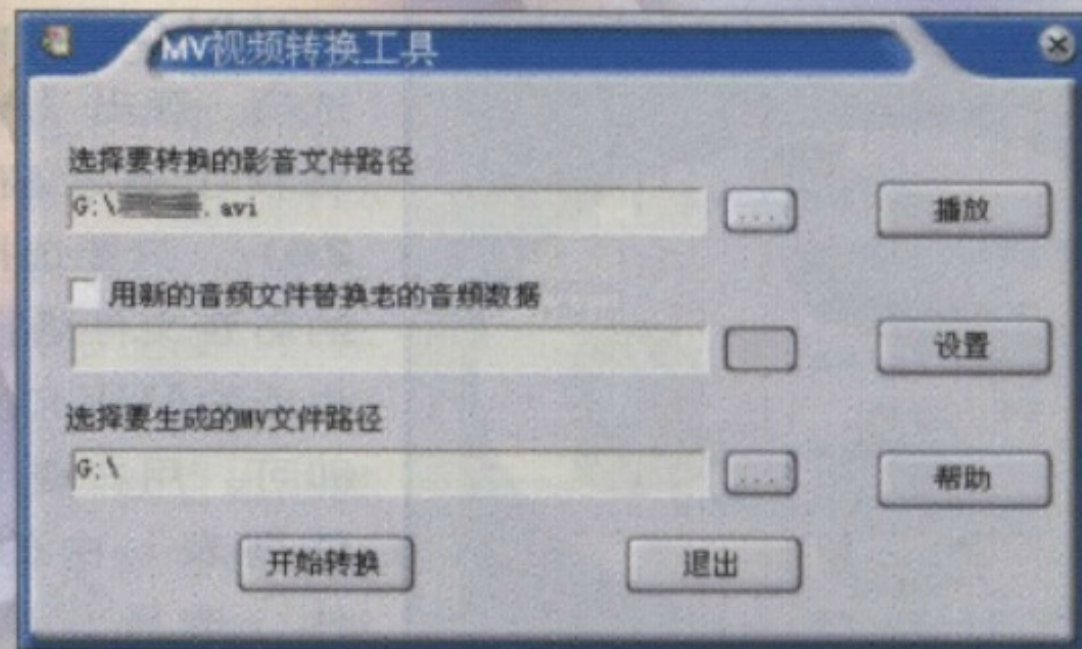 MV视频转换工具
选择要转换的影音文件路径
G:\ .avi
...
播放
用新的音频文件替换老的音频数据
设置
选择要生成的MV文件路径
G:\
...
帮助
开始转换
退出